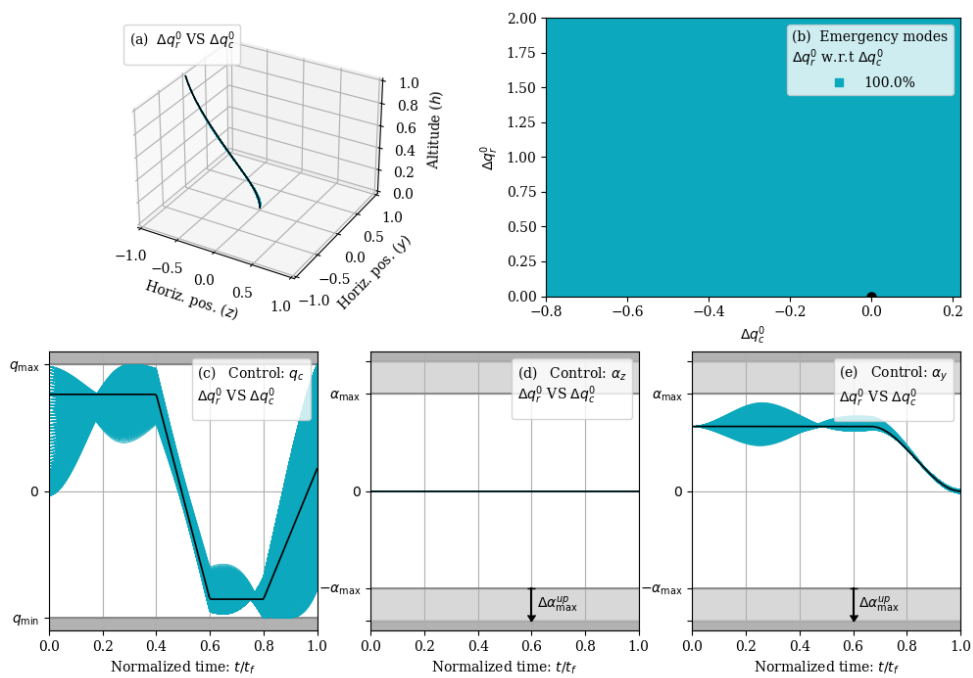 (a) Δq_r^0 VS Δq_c^0
1.0
0.8
0.6
0.4
0.2
0.0
Altitude (h)
−1.0
−0.5
0.0
0.5
1.0
Horiz. pos. (z)
−1.0
−0.5
0.0
0.5
1.0
Horiz. pos. (y)
(b) Emergency modes
Δq_r^0 w.r.t Δq_c^0
100.0%
2.00
1.75
1.50
1.25
1.00
0.75
0.50
0.25
0.00
Δq_r^0
−0.8
−0.6
−0.4
−0.2
0.0
0.2
Δq_c^0
(c) Control: q_c
Δq_r^0 VS Δq_c^0
q_max
0
q_min
0.0
0.2
0.4
0.6
0.8
1.0
Normalized time: t/t_f
(d) Control: α_z
Δq_r^0 VS Δq_c^0
α_max
0
−α_max
Δα_max^up
0.0
0.2
0.4
0.6
0.8
1.0
Normalized time: t/t_f
(e) Control: α_y
Δq_r^0 VS Δq_c^0
α_max
0
−α_max
Δα_max^up
0.0
0.2
0.4
0.6
0.8
1.0
Normalized time: t/t_f